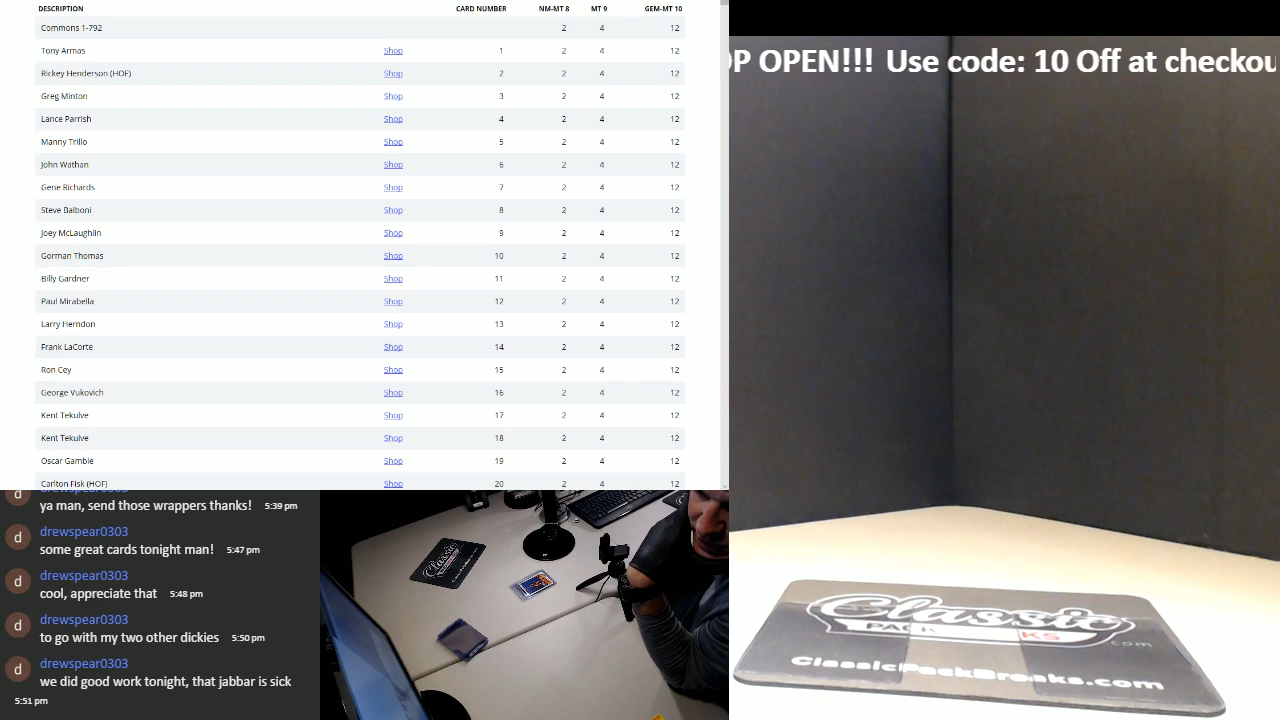 DESCRIPTION CARD NUMBER NM-MT 8 MT 9 GEM-MT 10
Commons 1-792 2 4 12
Tony Armas Shop 1 2 4 12
Rickey Henderson (HOF) Shop 2 2 4 12
Greg Minton Shop 3 2 4 12
Lance Parrish Shop 4 2 4 12
Manny Trillo Shop 5 2 4 12
John Wathan Shop 6 2 4 12
Gene Richards Shop 7 2 4 12
Steve Balboni Shop 8 2 4 12
Joey McLaughlin Shop 9 2 4 12
Gorman Thomas Shop 10 2 4 12
Billy Gardner Shop 11 2 4 12
Paul Mirabella Shop 12 2 4 12
Larry Herndon Shop 13 2 4 12
Frank LaCorte Shop 14 2 4 12
Ron Cey Shop 15 2 4 12
George Vukovich Shop 16 2 4 12
Kent Tekulve Shop 17 2 4 12
Kent Tekulve Shop 18 2 4 12
Oscar Gamble Shop 19 2 4 12
Carlton Fisk (HOF) Shop 20 2 4 12
d drewspear0303
ya man, send those wrappers thanks! 5:39 pm
d drewspear0303
some great cards tonight man! 5:47 pm
d drewspear0303
cool, appreciate that 5:48 pm
d drewspear0303
to go with my two other dickies 5:50 pm
d drewspear0303
we did good work tonight, that jabbar is sick
5:51 pm
OP OPEN!!! Use code: 10 Off at checkou
Classic
PACK KS
.com
ClassicPackBreaks.com
Classic